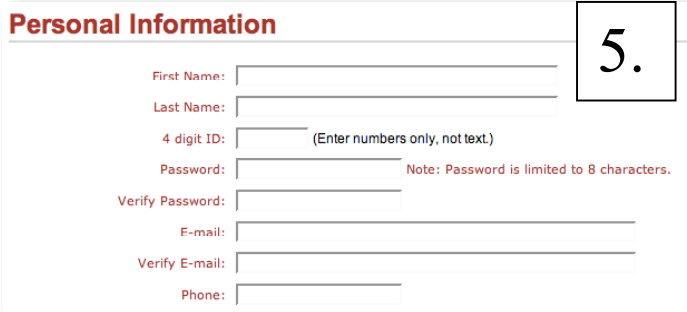 Personal Information
5.
First Name:
Last Name:
4 digit ID: (Enter numbers only, not text.)
Password: Note: Password is limited to 8 characters.
Verify Password:
E-mail:
Verify E-mail:
Phone: